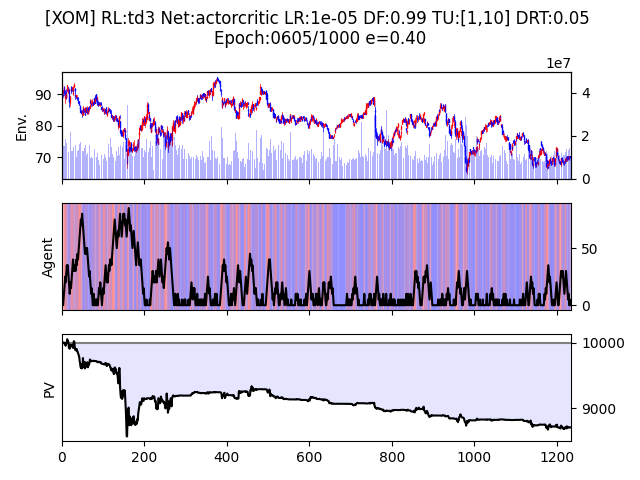 [XOM] RL:td3 Net:actorcritic LR:1e-05 DF:0.99 TU:[1,10] DRT:0.05
Epoch:0605/1000 e=0.40
1e7
Env.
90
80
70
4
2
0
Agent
50
0
PV
10000
9000
0
200
400
600
800
1000
1200